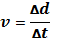 v = Δd/Δt